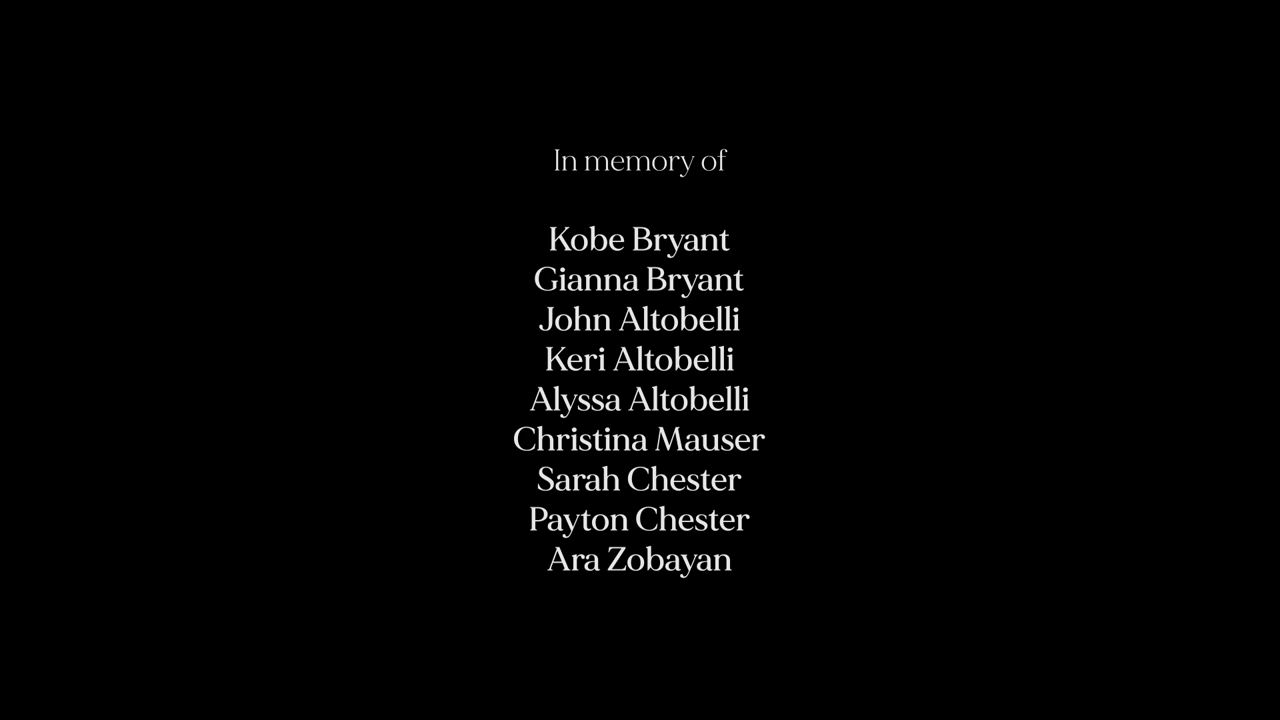 In memory of
Kobe Bryant
Gianna Bryant
John Altobelli
Keri Altobelli
Alyssa Altobelli
Christina Mauser
Sarah Chester
Payton Chester
Ara Zobayan